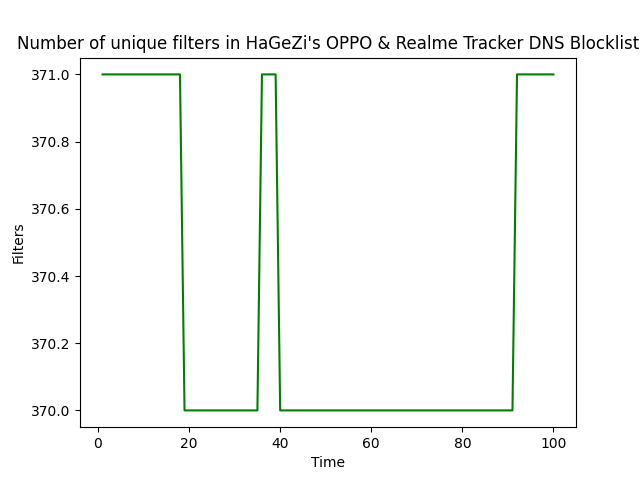 Number of unique filters in HaGeZi's OPPO & Realme Tracker DNS Blocklist
371.0
370.8
370.6
370.4
370.2
370.0
Filters
0 20 40 60 80 100
Time